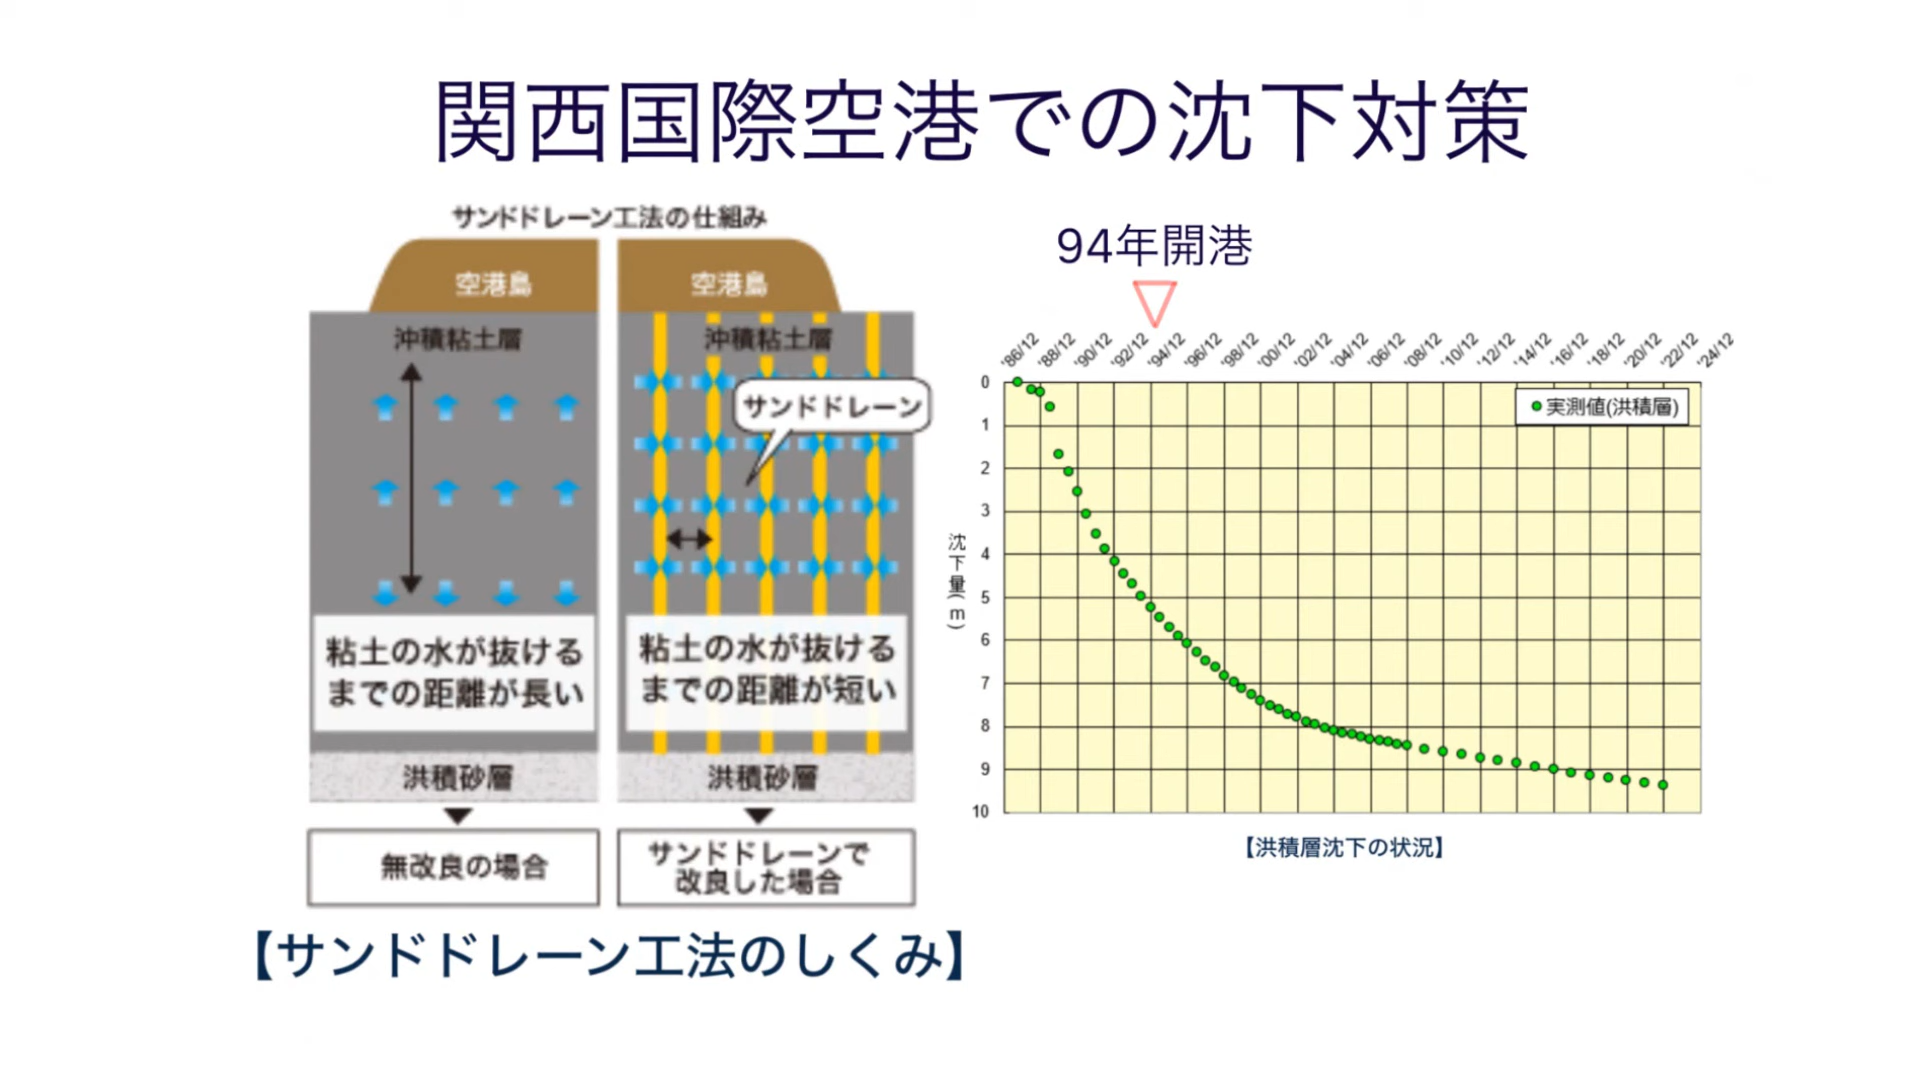 関西国際空港での沈下対策
サンドドレーン工法の仕組み
空港島
沖積粘土層
粘土の水が抜ける
までの距離が長い
洪積砂層
無改良の場合
空港島
沖積粘土層
サンドドレーン
粘土の水が抜ける
までの距離が短い
洪積砂層
サンドドレーンで
改良した場合
【サンドドレーン工法のしくみ】
94年開港
'86/12 '88/12 '90/12 '92/12 '94/12 '96/12 '98/12 '00/12 '02/12 '04/12 '06/12 '08/12 '10/12 '12/12 '14/12 '16/12 '18/12 '20/12 '22/12 '24/12
実測値(洪積層)
沈下量(m)
0
1
2
3
4
5
6
7
8
9
10
【洪積層沈下の状況】